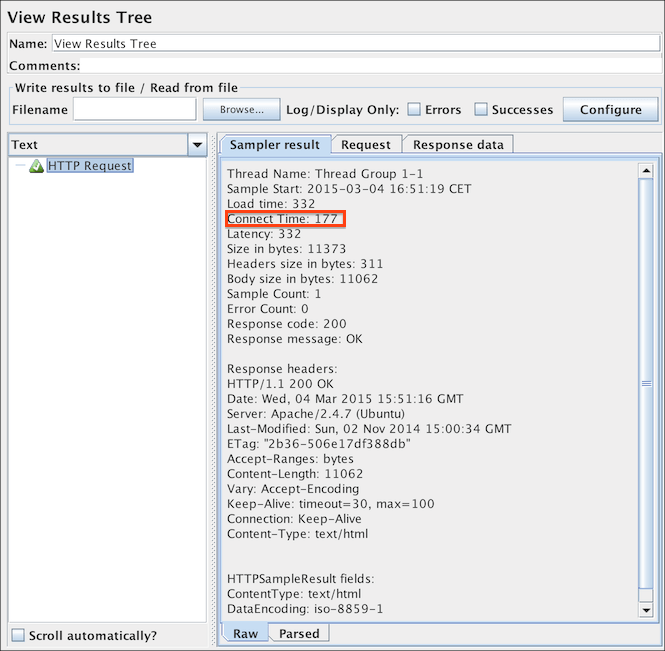 View Results Tree
Name: View Results Tree
Comments:
Write results to file / Read from file
Filename Browse... Log/Display Only: Errors Successes Configure
Text
HTTP Request
Sampler result Request Response data
Thread Name: Thread Group 1-1
Sample Start: 2015-03-04 16:51:19 CET
Load time: 332
Connect Time: 177
Latency: 332
Size in bytes: 11373
Headers size in bytes: 311
Body size in bytes: 11062
Sample Count: 1
Error Count: 0
Response code: 200
Response message: OK
Response headers:
HTTP/1.1 200 OK
Date: Wed, 04 Mar 2015 15:51:16 GMT
Server: Apache/2.4.7 (Ubuntu)
Last-Modified: Sun, 02 Nov 2014 15:00:34 GMT
ETag: "2b36-506e17df388db"
Accept-Ranges: bytes
Content-Length: 11062
Vary: Accept-Encoding
Keep-Alive: timeout=30, max=100
Connection: Keep-Alive
Content-Type: text/html
HTTPSampleResult fields:
ContentType: text/html
DataEncoding: iso-8859-1
Scroll automatically?
Raw Parsed